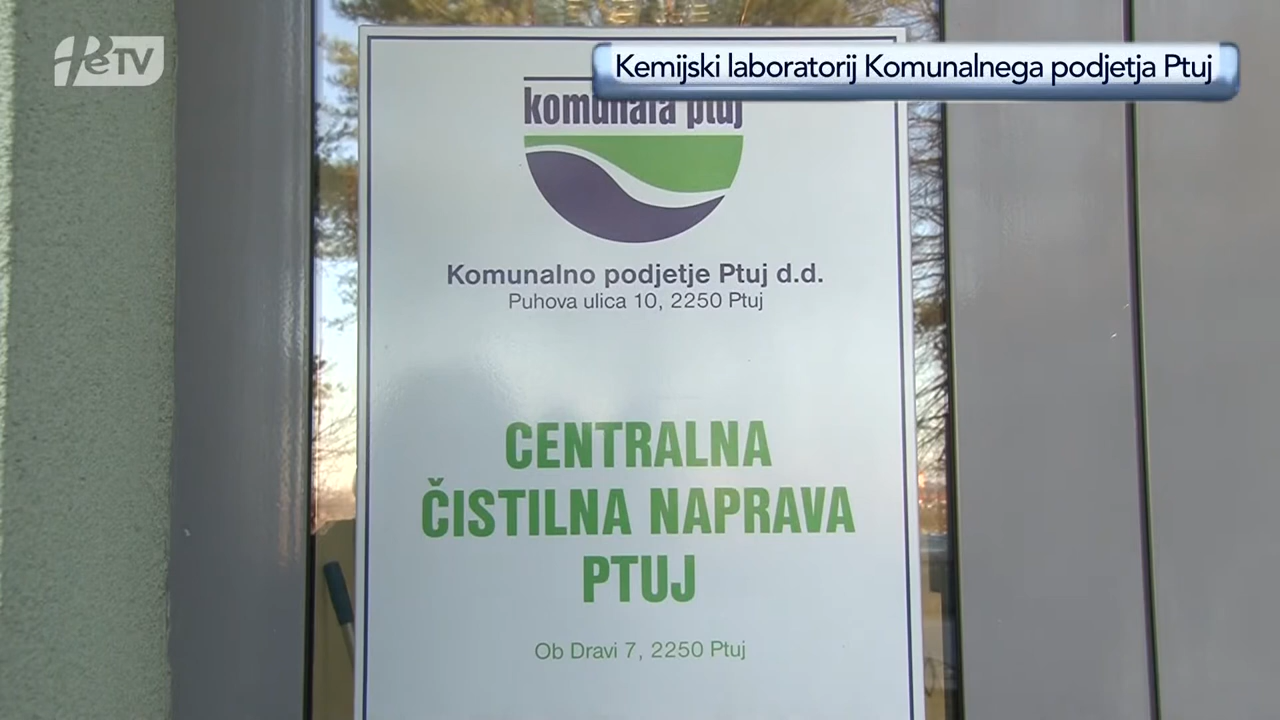 PeTV
Kemijski laboratorij Komunalnega podjetja Ptuj
komunala ptuj
Komunalno podjetje Ptuj d.d.
Puhova ulica 10, 2250 Ptuj
CENTRALNA
ČISTILNA NAPRAVA
PTUJ
Ob Dravi 7, 2250 Ptuj